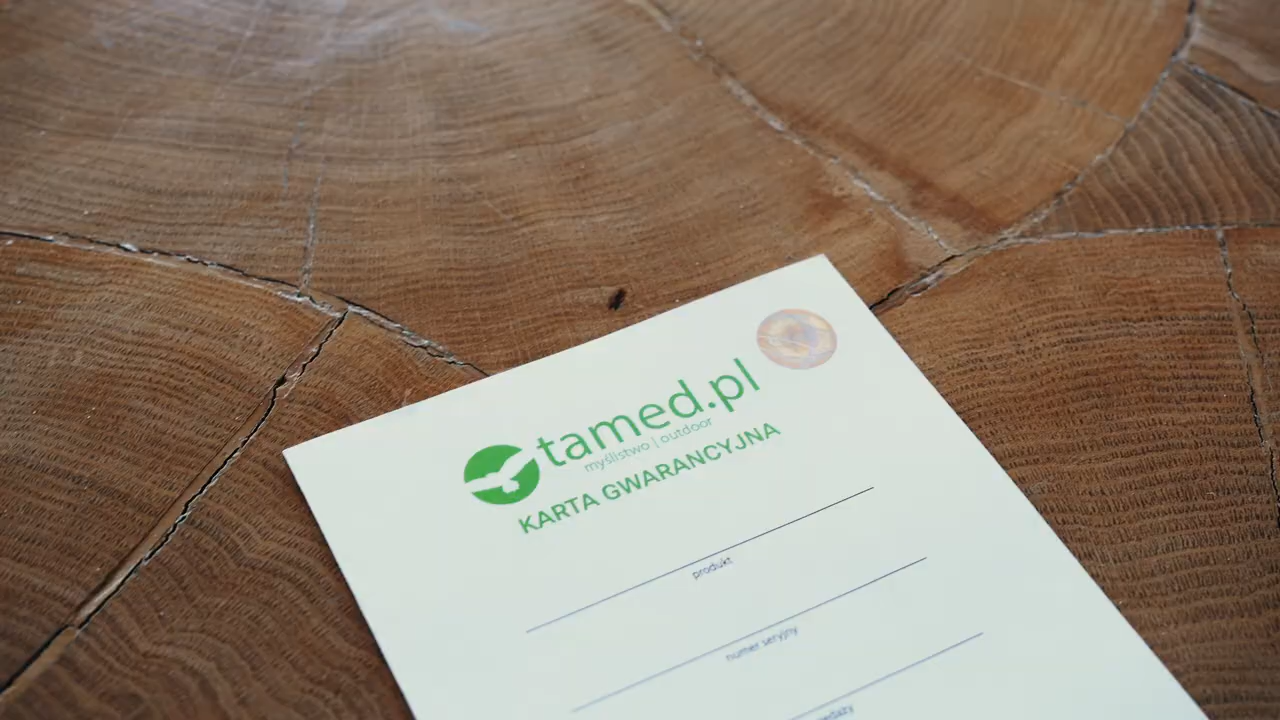 tamed.pl
myślistwo | outdoor
KARTA GWARANCYJNA
produkt
numer seryjny